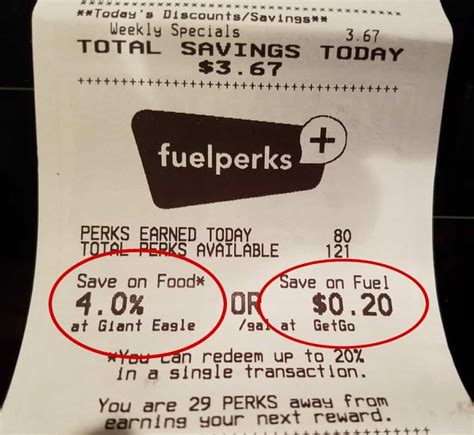 **Today's Discounts/Savings**
Weekly Specials 3.67
TOTAL SAVINGS TODAY
$3.67
fuelperks +
PERKS EARNED TODAY 80
TOTAL PERKS AVAILABLE 121
Save on Food* Save on Fuel
4.0% OR $0.20
at Giant Eagle /gal at GetGo
*You can redeem up to 20%
in a single transaction.
You are 29 PERKS away from
earning your next reward.